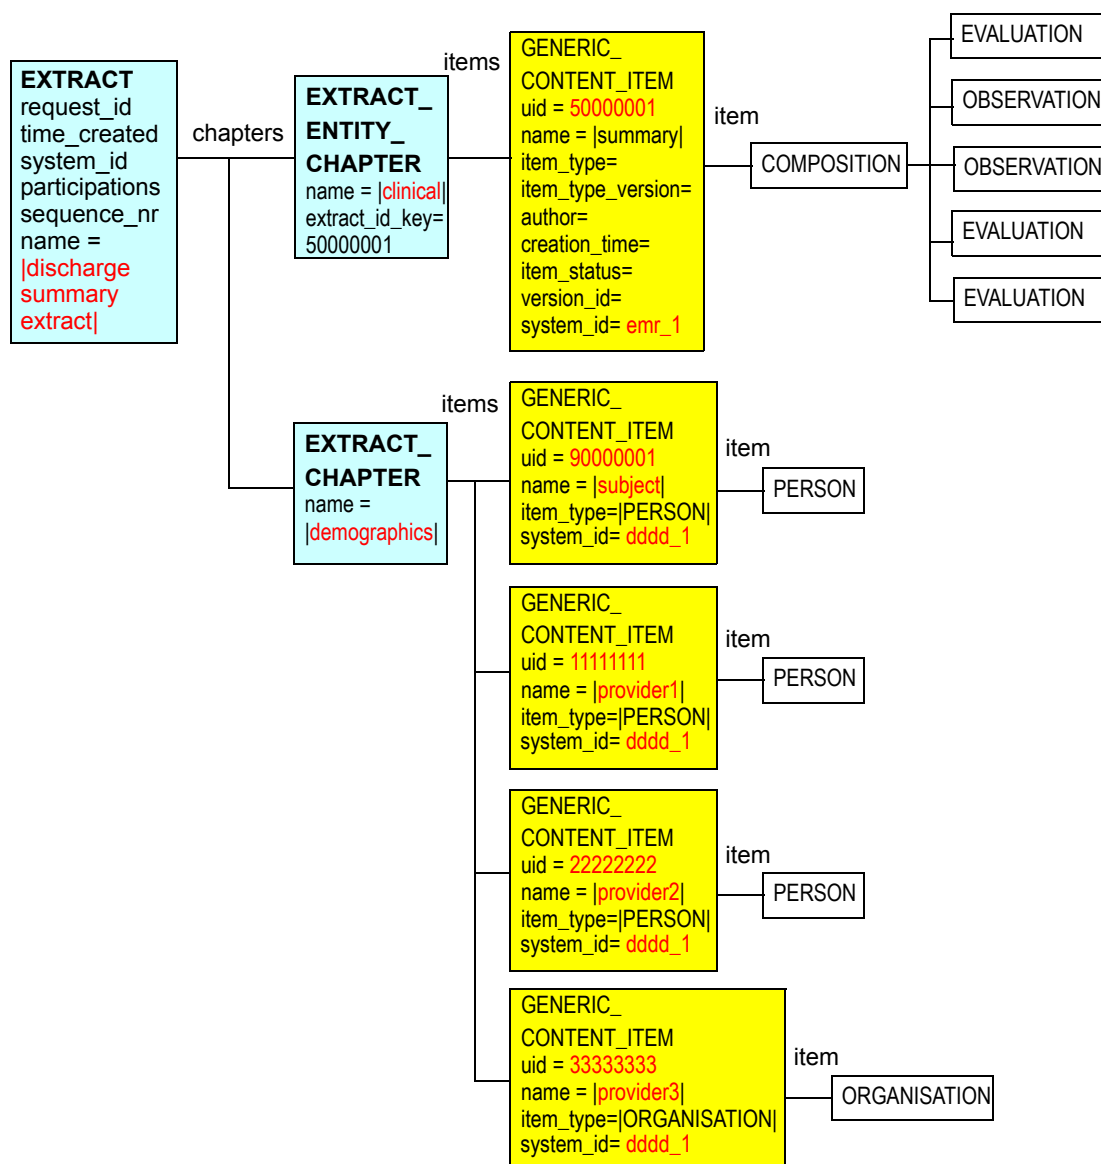 EXTRACT
request_id
time_created
system_id
participations
sequence_nr
name =
|discharge
summary
extract|
chapters
EXTRACT_
ENTITY_
CHAPTER
name = |clinical|
extract_id_key=
50000001
items
GENERIC_
CONTENT_ITEM
uid = 50000001
name = |summary|
item_type=
item_type_version=
author=
creation_time=
item_status=
version_id=
system_id= emr_1
item
COMPOSITION
EVALUATION
OBSERVATION
OBSERVATION
EVALUATION
EVALUATION
EXTRACT_
CHAPTER
name =
|demographics|
items
GENERIC_
CONTENT_ITEM
uid = 90000001
name = |subject|
item_type=|PERSON|
system_id= dddd_1
item
PERSON
GENERIC_
CONTENT_ITEM
uid = 11111111
name = |provider1|
item_type=|PERSON|
system_id= dddd_1
item
PERSON
GENERIC_
CONTENT_ITEM
uid = 22222222
name = |provider2|
item_type=|PERSON|
system_id= dddd_1
item
PERSON
GENERIC_
CONTENT_ITEM
uid = 33333333
name = |provider3|
item_type=|ORGANISATION|
system_id= dddd_1
item
ORGANISATION